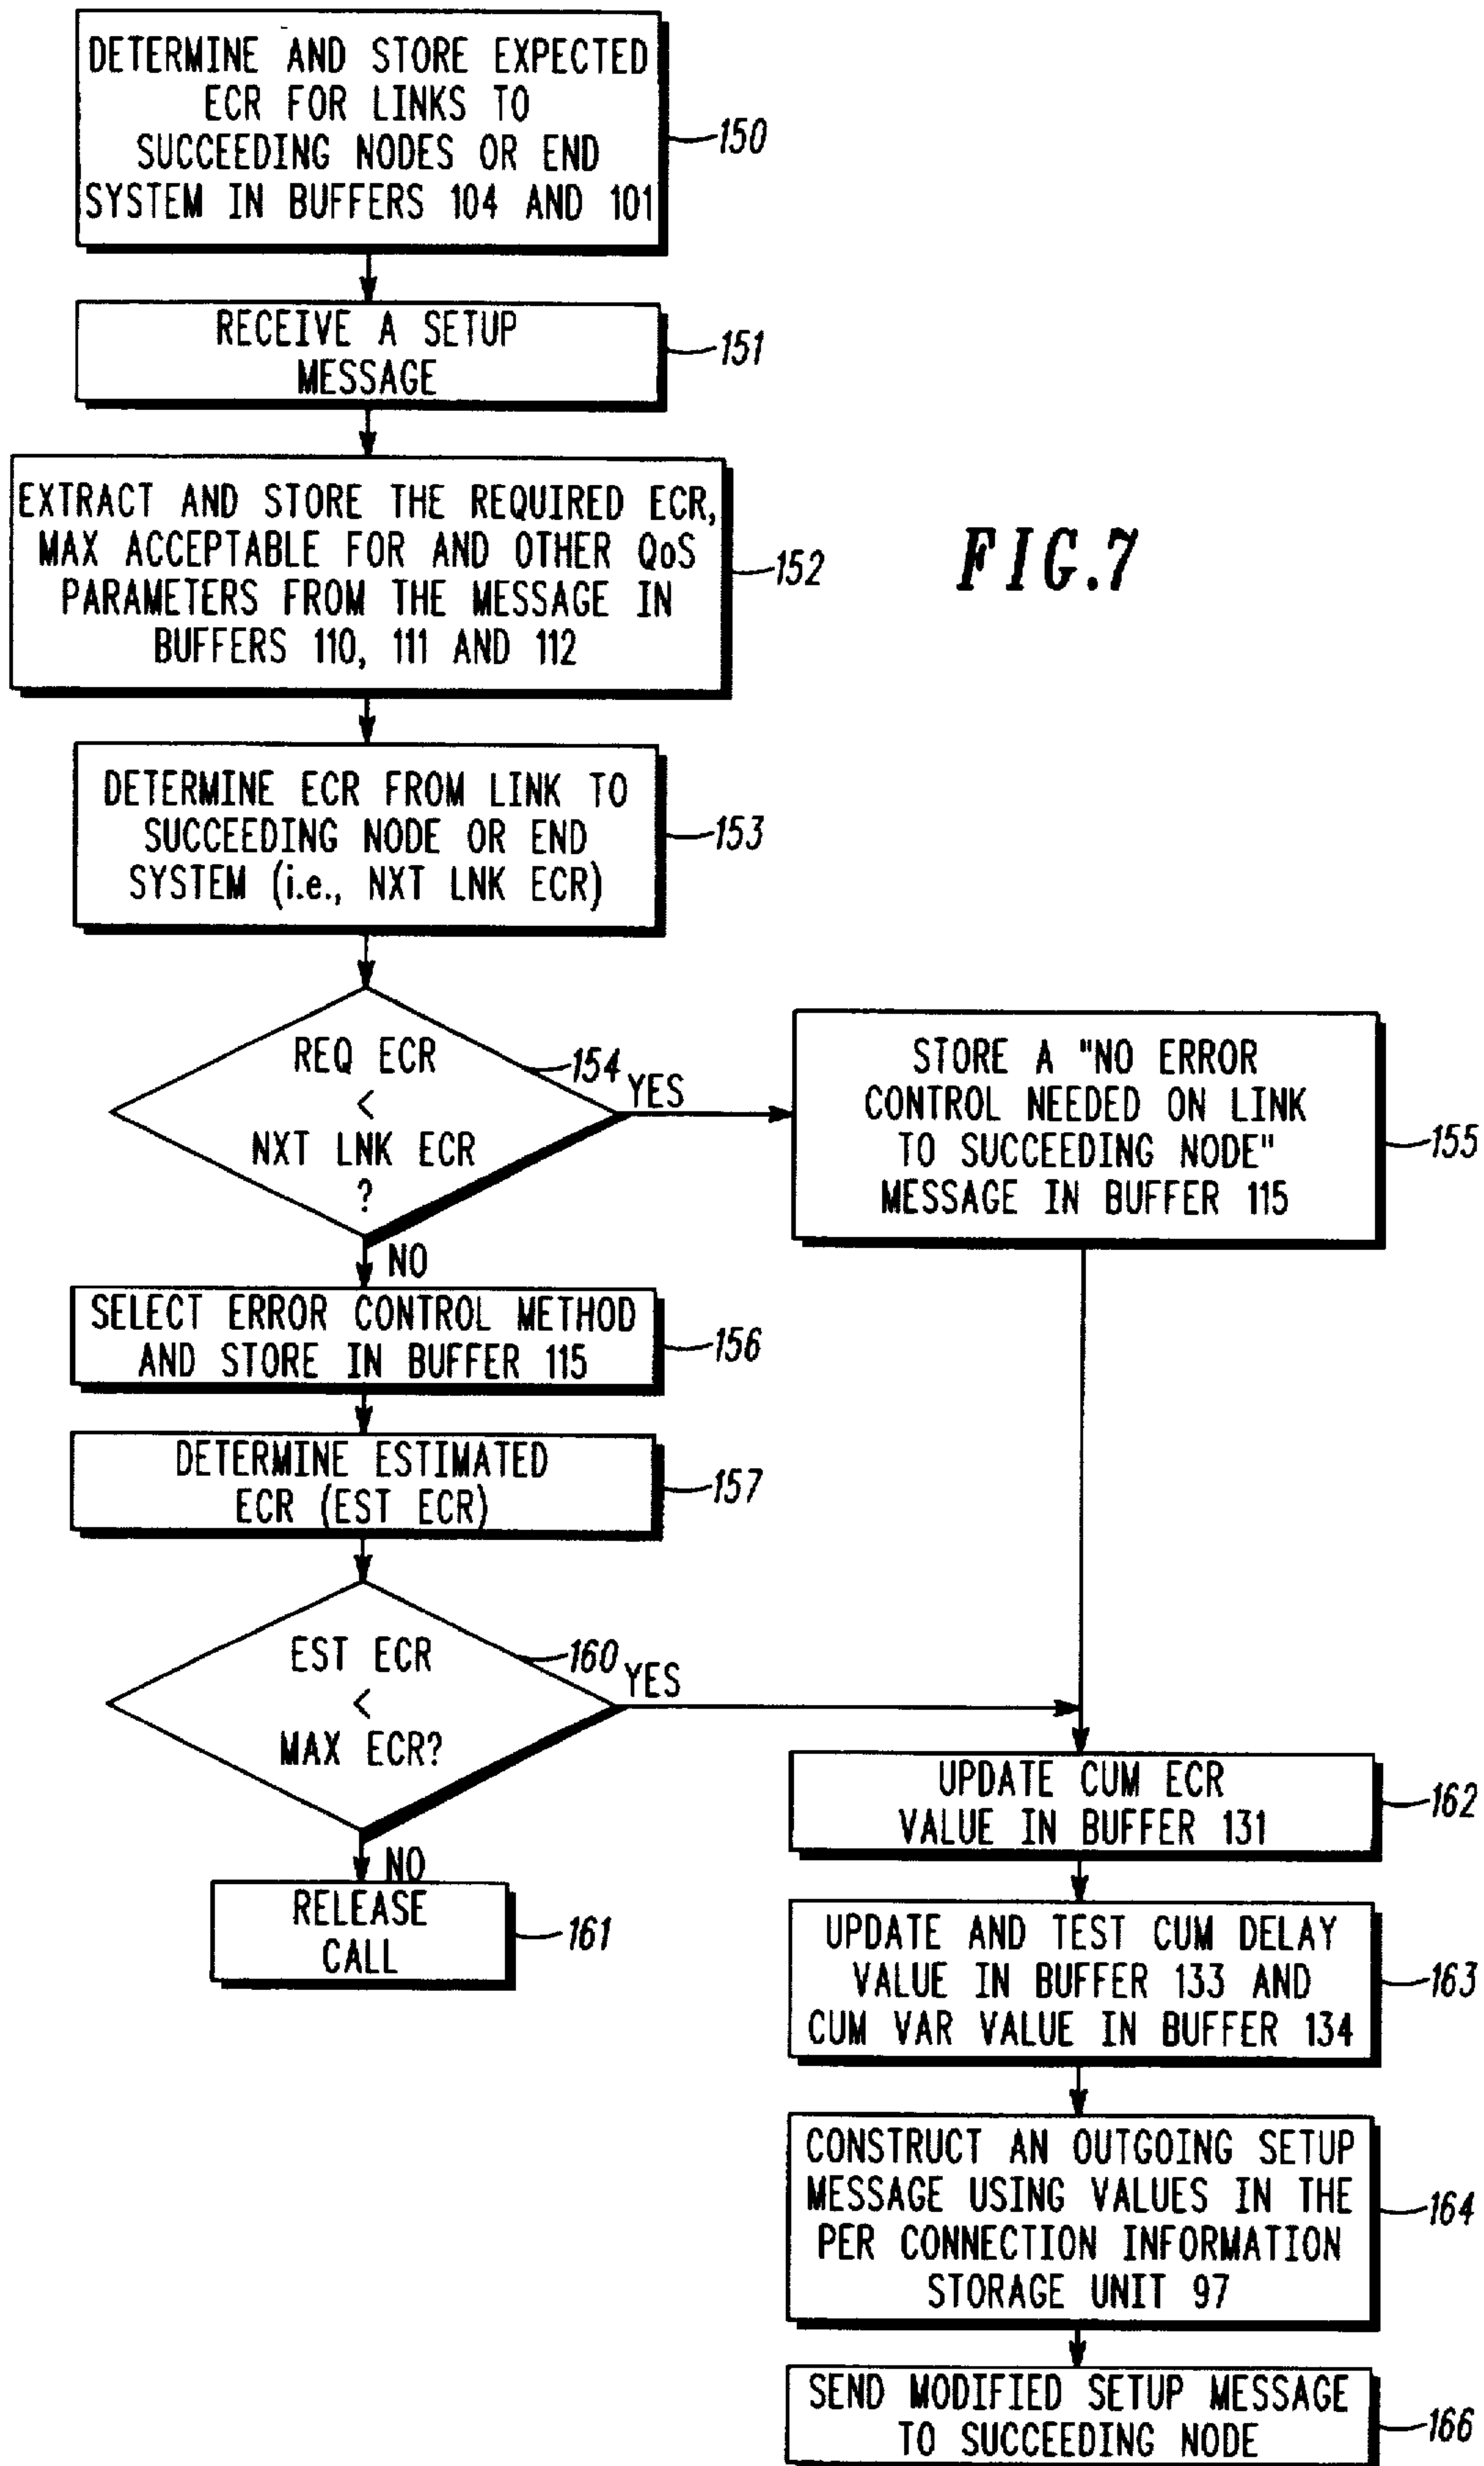 DETERMINE AND STORE EXPECTED
ECR FOR LINKS TO
SUCCEEDING NODES OR END
SYSTEM IN BUFFERS 104 AND 101
150
RECEIVE A SETUP
MESSAGE
151
EXTRACT AND STORE THE REQUIRED ECR,
MAX ACCEPTABLE FOR AND OTHER QoS
PARAMETERS FROM THE MESSAGE IN
BUFFERS 110, 111 AND 112
152
FIG.7
DETERMINE ECR FROM LINK TO
SUCCEEDING NODE OR END
SYSTEM (i.e., NXT LNK ECR)
153
REQ ECR
<
NXT LNK ECR
?
154
YES
NO
STORE A "NO ERROR
CONTROL NEEDED ON LINK
TO SUCCEEDING NODE"
MESSAGE IN BUFFER 115
155
SELECT ERROR CONTROL METHOD
AND STORE IN BUFFER 115
156
DETERMINE ESTIMATED
ECR (EST ECR)
157
EST ECR
<
MAX ECR?
160
YES
NO
RELEASE
CALL
161
UPDATE CUM ECR
VALUE IN BUFFER 131
162
UPDATE AND TEST CUM DELAY
VALUE IN BUFFER 133 AND
CUM VAR VALUE IN BUFFER 134
163
CONSTRUCT AN OUTGOING SETUP
MESSAGE USING VALUES IN THE
PER CONNECTION INFORMATION
STORAGE UNIT 97
164
SEND MODIFIED SETUP MESSAGE
TO SUCCEEDING NODE
166